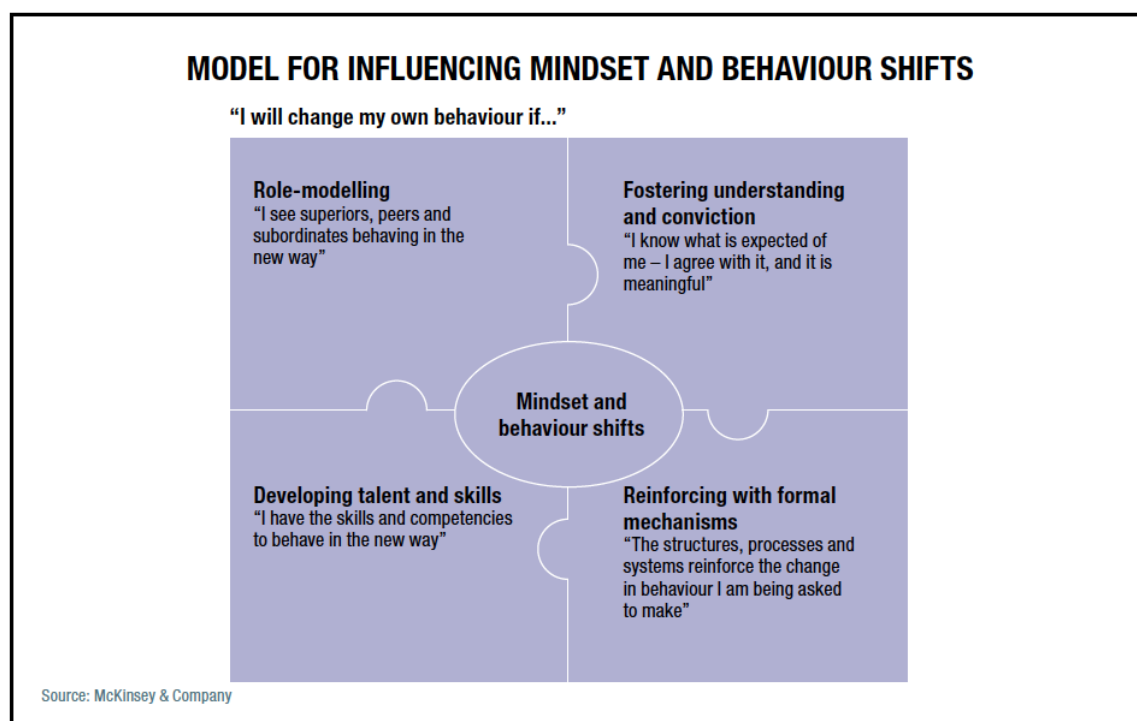 MODEL FOR INFLUENCING MINDSET AND BEHAVIOUR SHIFTS
“I will change my own behaviour if...”
Role-modelling
“I see superiors, peers and
subordinates behaving in the
new way”
Fostering understanding
and conviction
“I know what is expected of
me – I agree with it, and it is
meaningful”
Mindset and
behaviour shifts
Developing talent and skills
“I have the skills and competencies
to behave in the new way”
Reinforcing with formal
mechanisms
“The structures, processes and
systems reinforce the change
in behaviour I am being asked
to make”
Source: McKinsey & Company